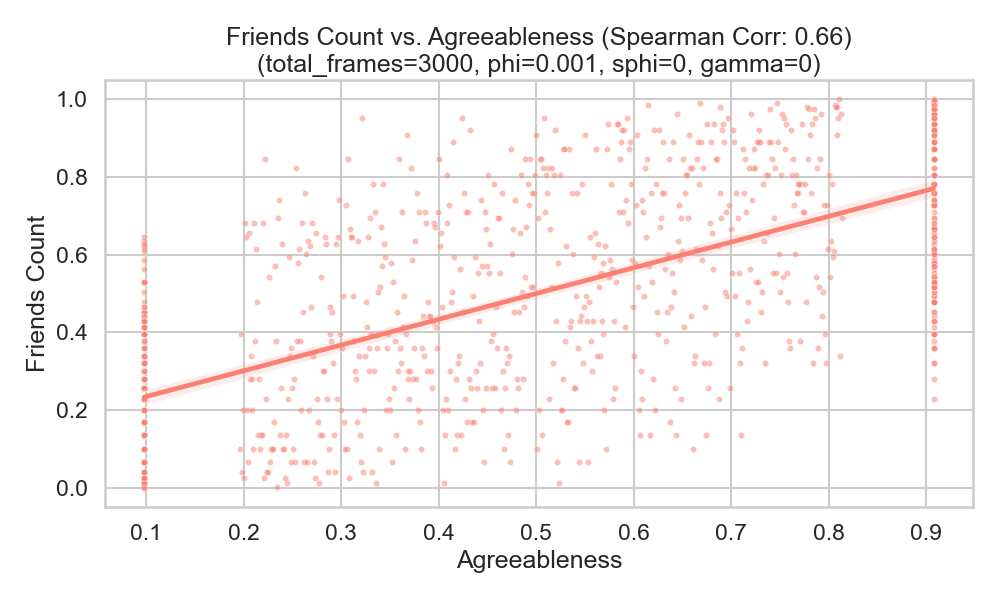 Friends Count vs. Agreeableness (Spearman Corr: 0.66)
(total_frames=3000, phi=0.001, sphi=0, gamma=0)
1.0
0.8
0.6
0.4
0.2
0.0
Friends Count
0.1 0.2 0.3 0.4 0.5 0.6 0.7 0.8 0.9
Agreeableness